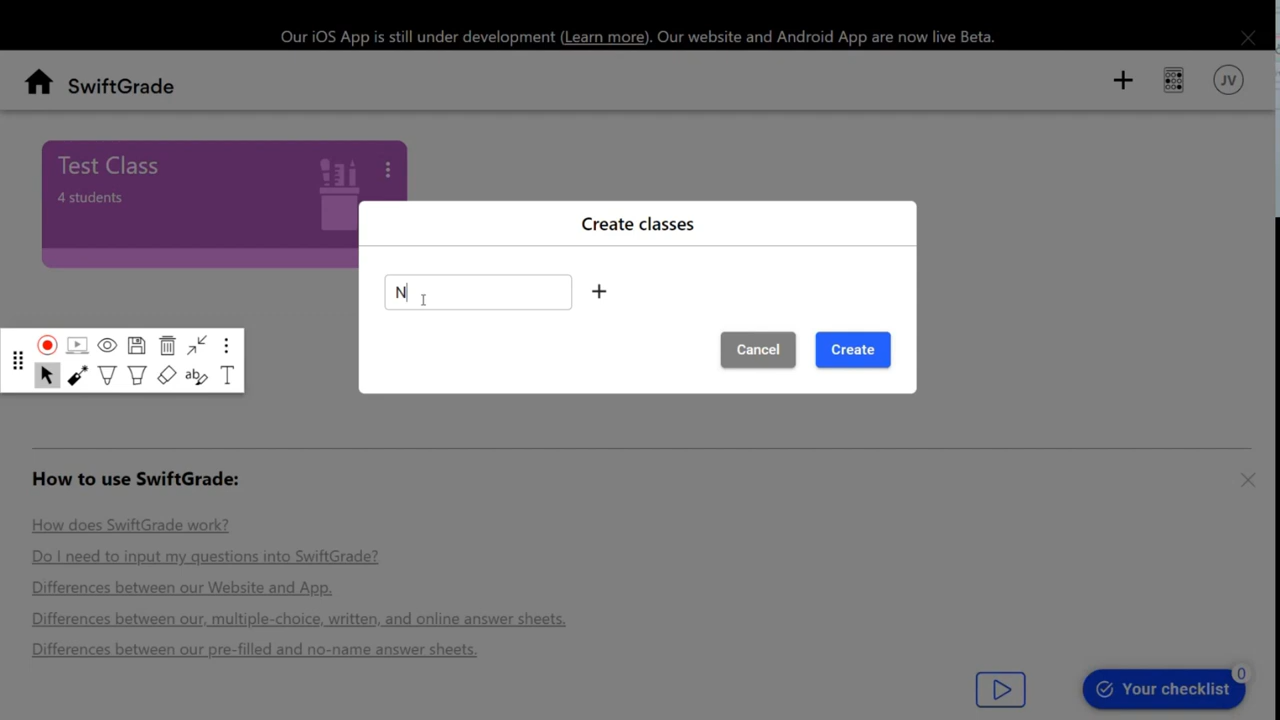 Our iOS App is still under development (Learn more). Our website and Android App are now live Beta.
SwiftGrade
JV
Test Class
4 students
Create classes
N
Cancel
Create
ab
T
How to use SwiftGrade:
How does SwiftGrade work?
Do I need to input my questions into SwiftGrade?
Differences between our Website and App.
Differences between our, multiple-choice, written, and online answer sheets.
Differences between our pre-filled and no-name answer sheets.
0
Your checklist